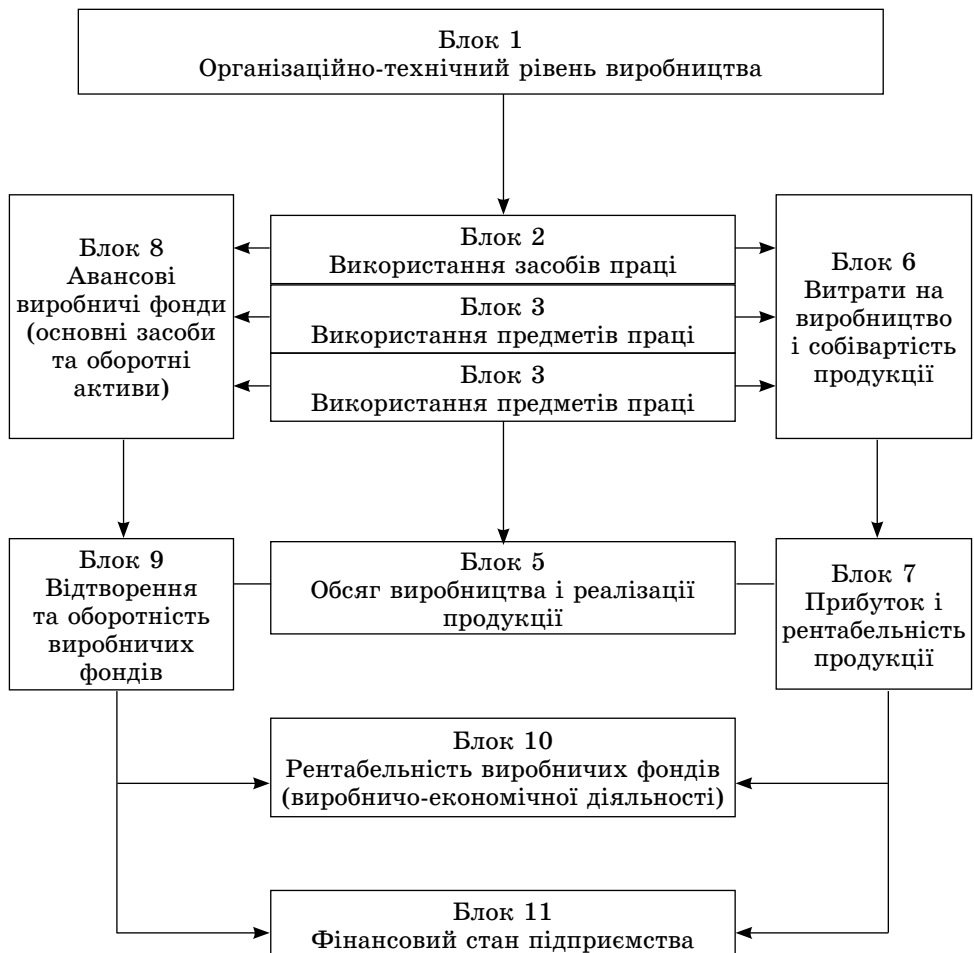 Блок 1
Організаційно-технічний рівень виробництва
Блок 8
Авансові
виробничі фонди
(основні засоби
та оборотні
активи)
Блок 2
Використання засобів праці
Блок 3
Використання предметів праці
Блок 3
Використання предметів праці
Блок 6
Витрати на
виробництво
і собівартість
продукції
Блок 9
Відтворення
та оборотність
виробничих
фондів
Блок 5
Обсяг виробництва і реалізації
продукції
Блок 7
Прибуток і
рентабельність
продукції
Блок 10
Рентабельність виробничих фондів
(виробничо-економічної діяльності)
Блок 11
Фінансовий стан підприємства